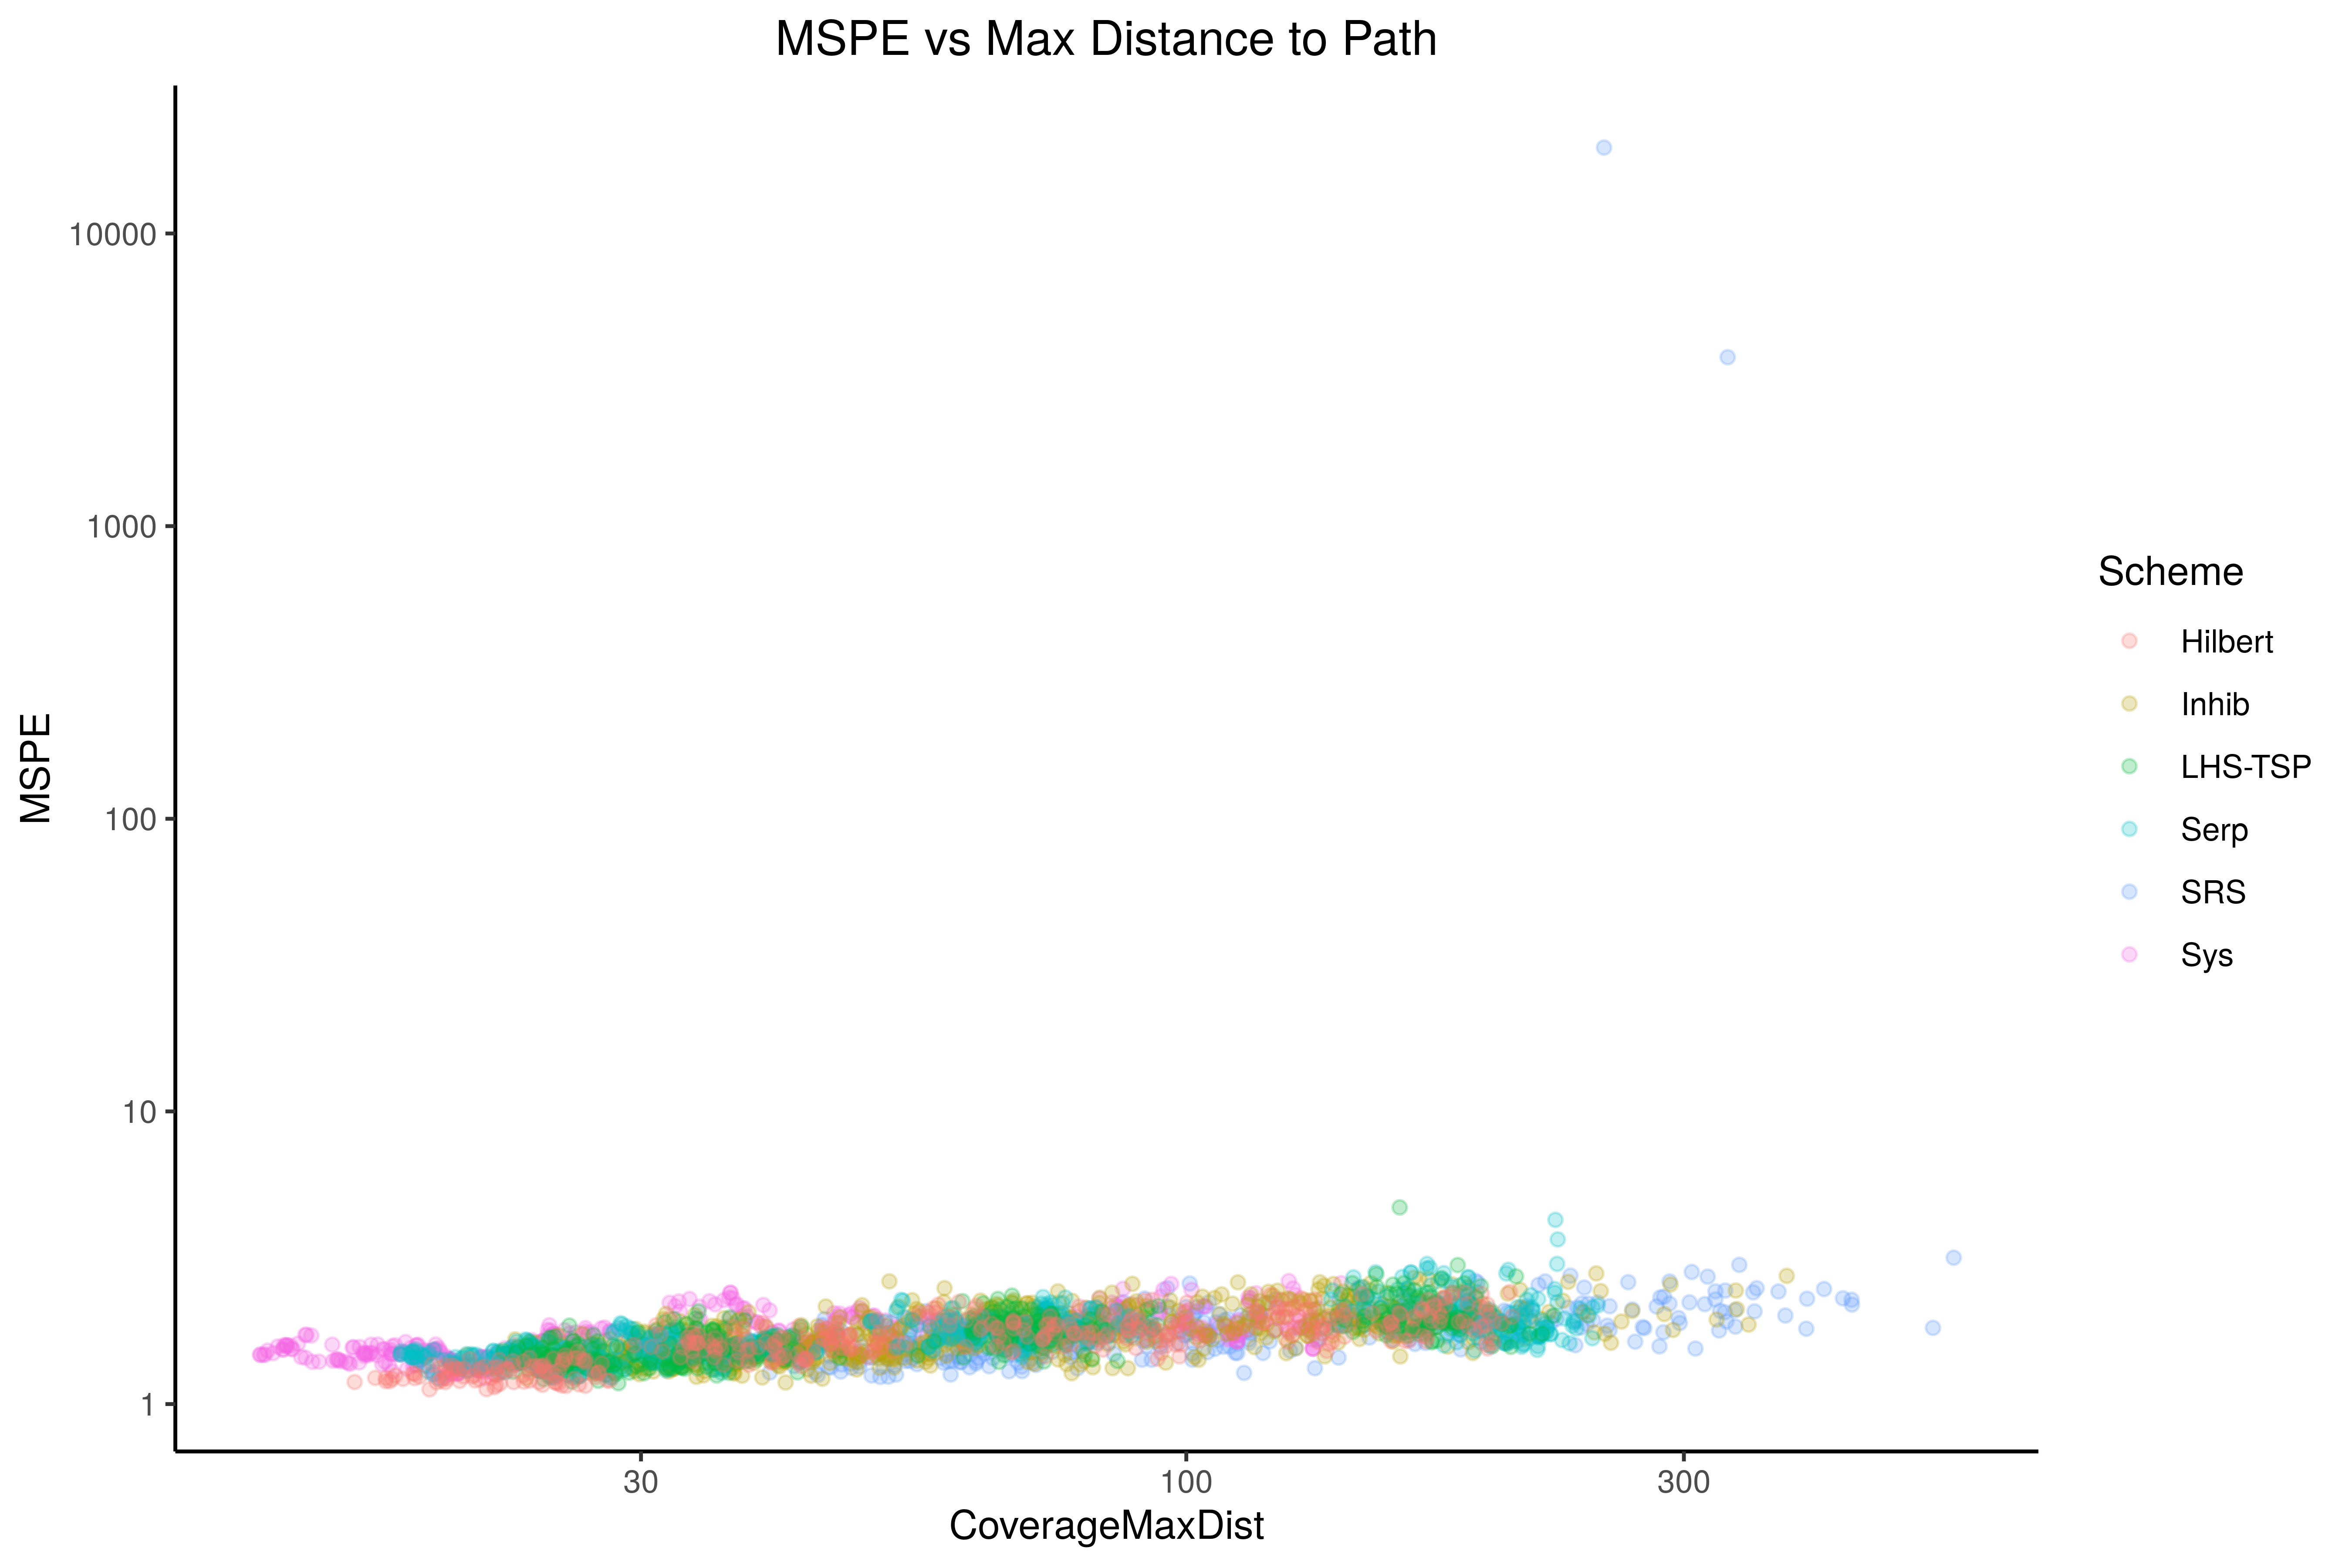 MSPE vs Max Distance to Path
MSPE
10000
1000
100
10
1
30
100
300
CoverageMaxDist
Scheme
Hilbert
Inhib
LHS-TSP
Serp
SRS
Sys